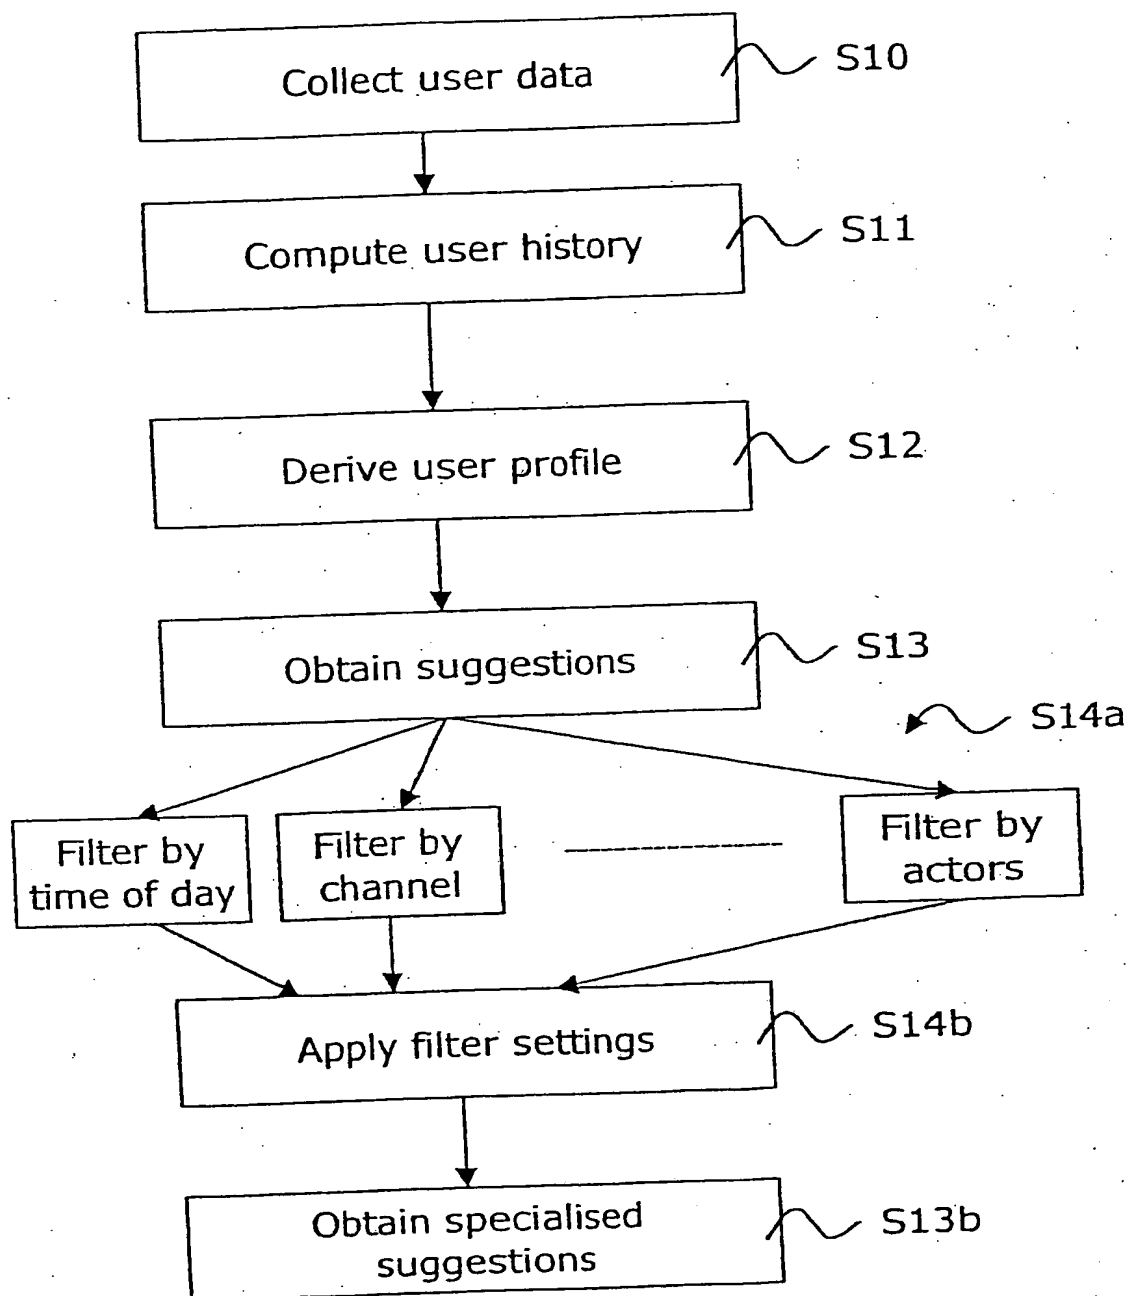 Collect user data
S10
Compute user history
S11
Derive user profile
S12
Obtain suggestions
S13
S14a
Filter by
time of day
Filter by
channel
Filter by
actors
Apply filter settings
S14b
Obtain specialised
suggestions
S13b